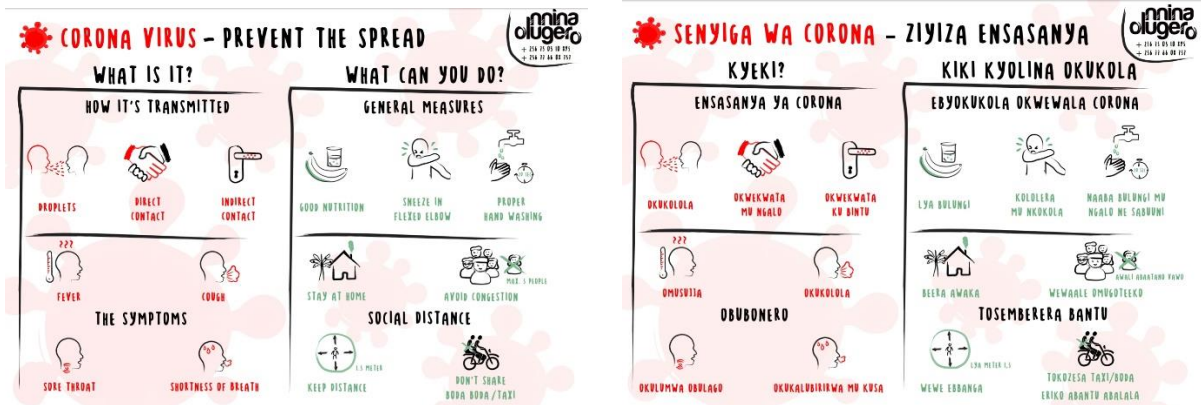 CORONA VIRUS - PREVENT THE SPREAD
nnina
olugero
WHAT IS IT?
HOW IT'S TRANSMITTED
DROPLETS
DIRECT
CONTACT
INDIRECT
CONTACT
FEVER
COUGH
THE SYMPTOMS
SORE THROAT
SHORTNESS OF BREATH
WHAT CAN YOU DO?
GENERAL MEASURES
GOOD NUTRITION
SNEEZE IN
FLEXED ELBOW
PROPER
HAND WASHING
STAY AT HOME
MAX. 5 PEOPLE
AVOID CONGESTION
SOCIAL DISTANCE
1.5 METER
KEEP DISTANCE
DON'T SHARE
BODA BODA / TAXI
SENYIGA WA CORONA - ZIYIZA ENSASANYA
nnina
olugero
KYEKI?
ENSASANYA YA CORONA
OKUKOLOLA
OKWEKWATA
MU NGALO
OKWEKWATA
KU BINTU
OMUSUJJA
OKUKOLOLA
OBUBONERO
OKULUMWA OBULAGO
OKUKALUBIRIRWA MU KUSA
KIKI KYOLINA OKUKOLA
EBYOKUKOLA OKWEWALA CORONA
LYA BULUNGI
KOLOLERA
MU NKOKOLA
NAABA BULUNGI MU
NGALO NE SABUUNI
BEERA AWAKA
AWALI ABANTANO VAWO
WEWAALE OMUGOTEEKO
TOSEMBERERA BANTU
LYA METER 1.5
WEWE EBBANGA
TOKOZESA TAXI/BODA
ERIKO ABANTU ABALALA